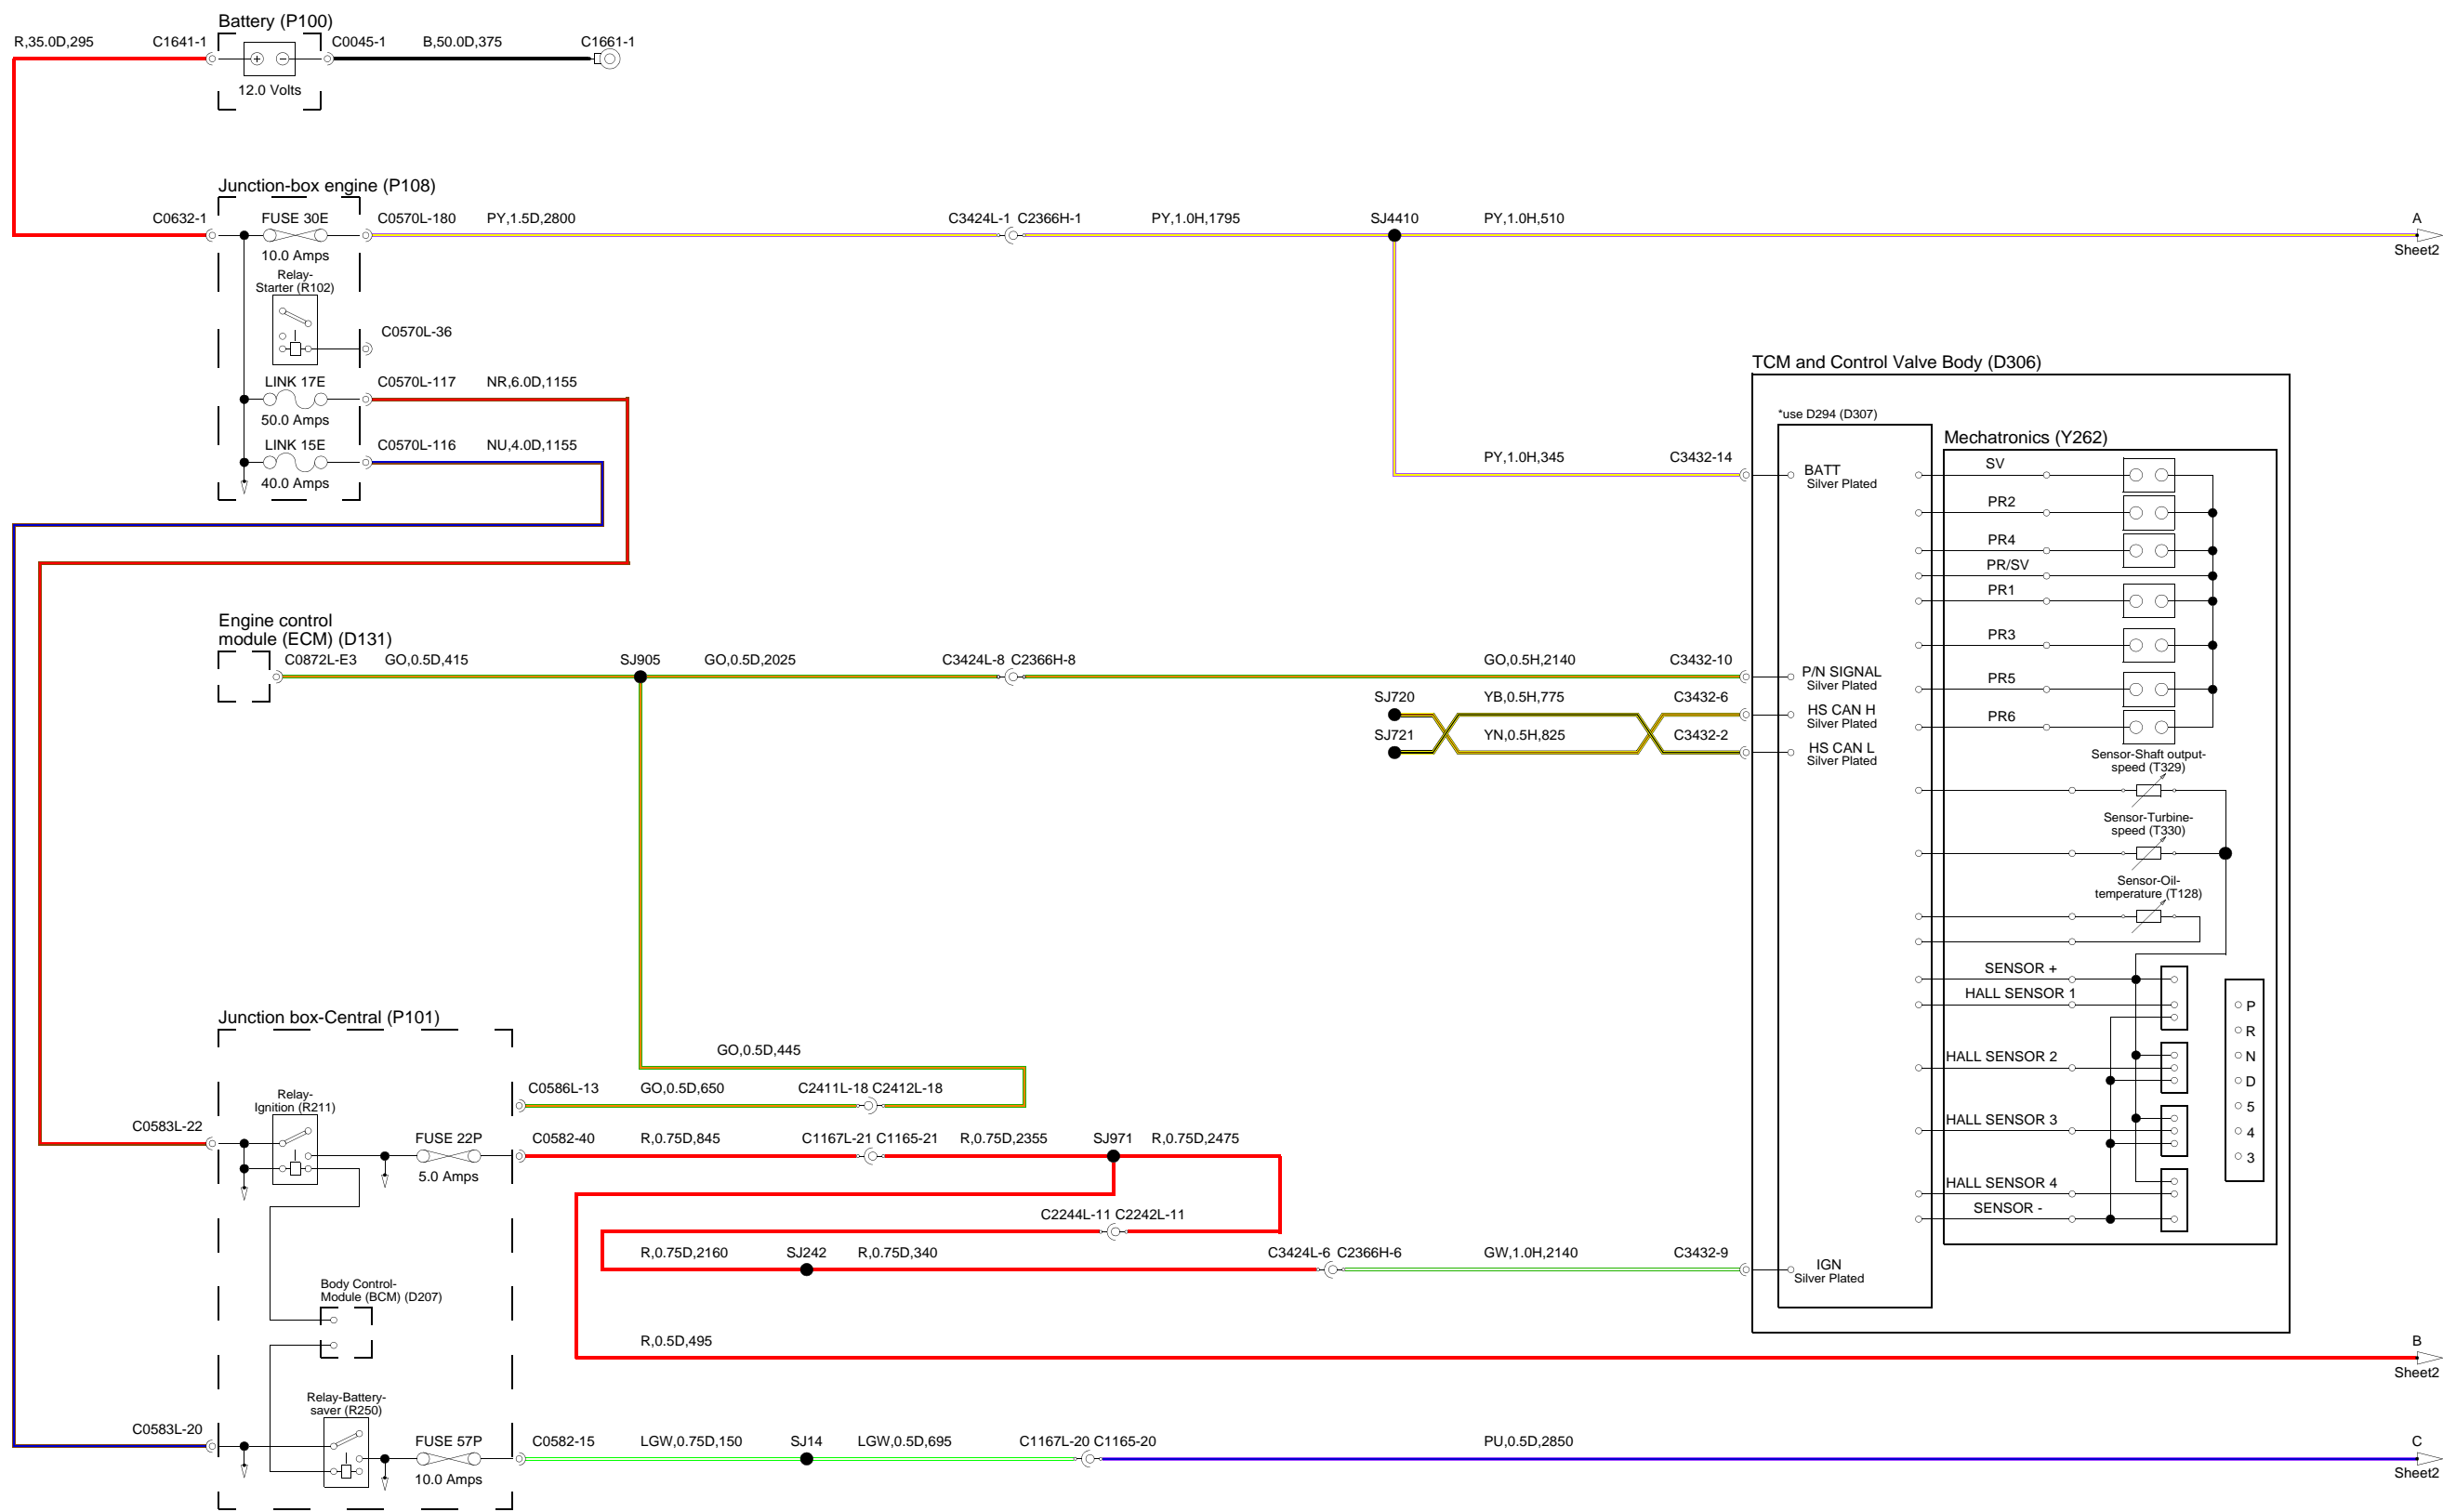 Battery (P100)
R,35.0D,295
C1641-1
C0045-1
B,50.0D,375
C1661-1
12.0 Volts
Junction-box engine (P108)
C0632-1
FUSE 30E
C0570L-180
PY,1.5D,2800
C3424L-1 C2366H-1
PY,1.0H,1795
SJ4410
PY,1.0H,510
A
10.0 Amps
Sheet2
Relay-
Starter (R102)
C0570L-36
TCM and Control Valve Body (D306)
LINK 17E
C0570L-117
NR,6.0D,1155
50.0 Amps
*use D294 (D307)
LINK 15E
C0570L-116
NU,4.0D,1155
Mechatronics (Y262)
40.0 Amps
PY,1.0H,345
C3432-14
BATT
Silver Plated
SV
PR2
PR4
PR/SV
PR1
PR3
PR5
PR6
Engine control
module (ECM) (D131)
C0872L-E3
GO,0.5D,415
SJ905
GO,0.5D,2025
C3424L-8 C2366H-8
GO,0.5H,2140
C3432-10
P/N SIGNAL
Silver Plated
SJ720
YB,0.5H,775
C3432-6
HS CAN H
Silver Plated
SJ721
YN,0.5H,825
C3432-2
HS CAN L
Silver Plated
Sensor-Shaft output-
speed (T329)
Sensor-Turbine-
speed (T330)
Sensor-Oil-
temperature (T128)
SENSOR +
HALL SENSOR 1
HALL SENSOR 2
HALL SENSOR 3
HALL SENSOR 4
SENSOR -
P
R
N
D
5
4
3
Junction box-Central (P101)
GO,0.5D,445
C0586L-13
GO,0.5D,650
C2411L-18 C2412L-18
Relay-
Ignition (R211)
C0583L-22
FUSE 22P
C0582-40
R,0.75D,845
C1167L-21 C1165-21
R,0.75D,2355
SJ971
R,0.75D,2475
5.0 Amps
C2244L-11 C2242L-11
R,0.75D,2160
SJ242
R,0.75D,340
C3424L-6 C2366H-6
GW,1.0H,2140
C3432-9
IGN
Silver Plated
Body Control-
Module (BCM) (D207)
R,0.5D,495
B
Sheet2
Relay-Battery-
saver (R250)
C0583L-20
FUSE 57P
C0582-15
LGW,0.75D,150
SJ14
LGW,0.5D,695
C1167L-20 C1165-20
PU,0.5D,2850
C
10.0 Amps
Sheet2